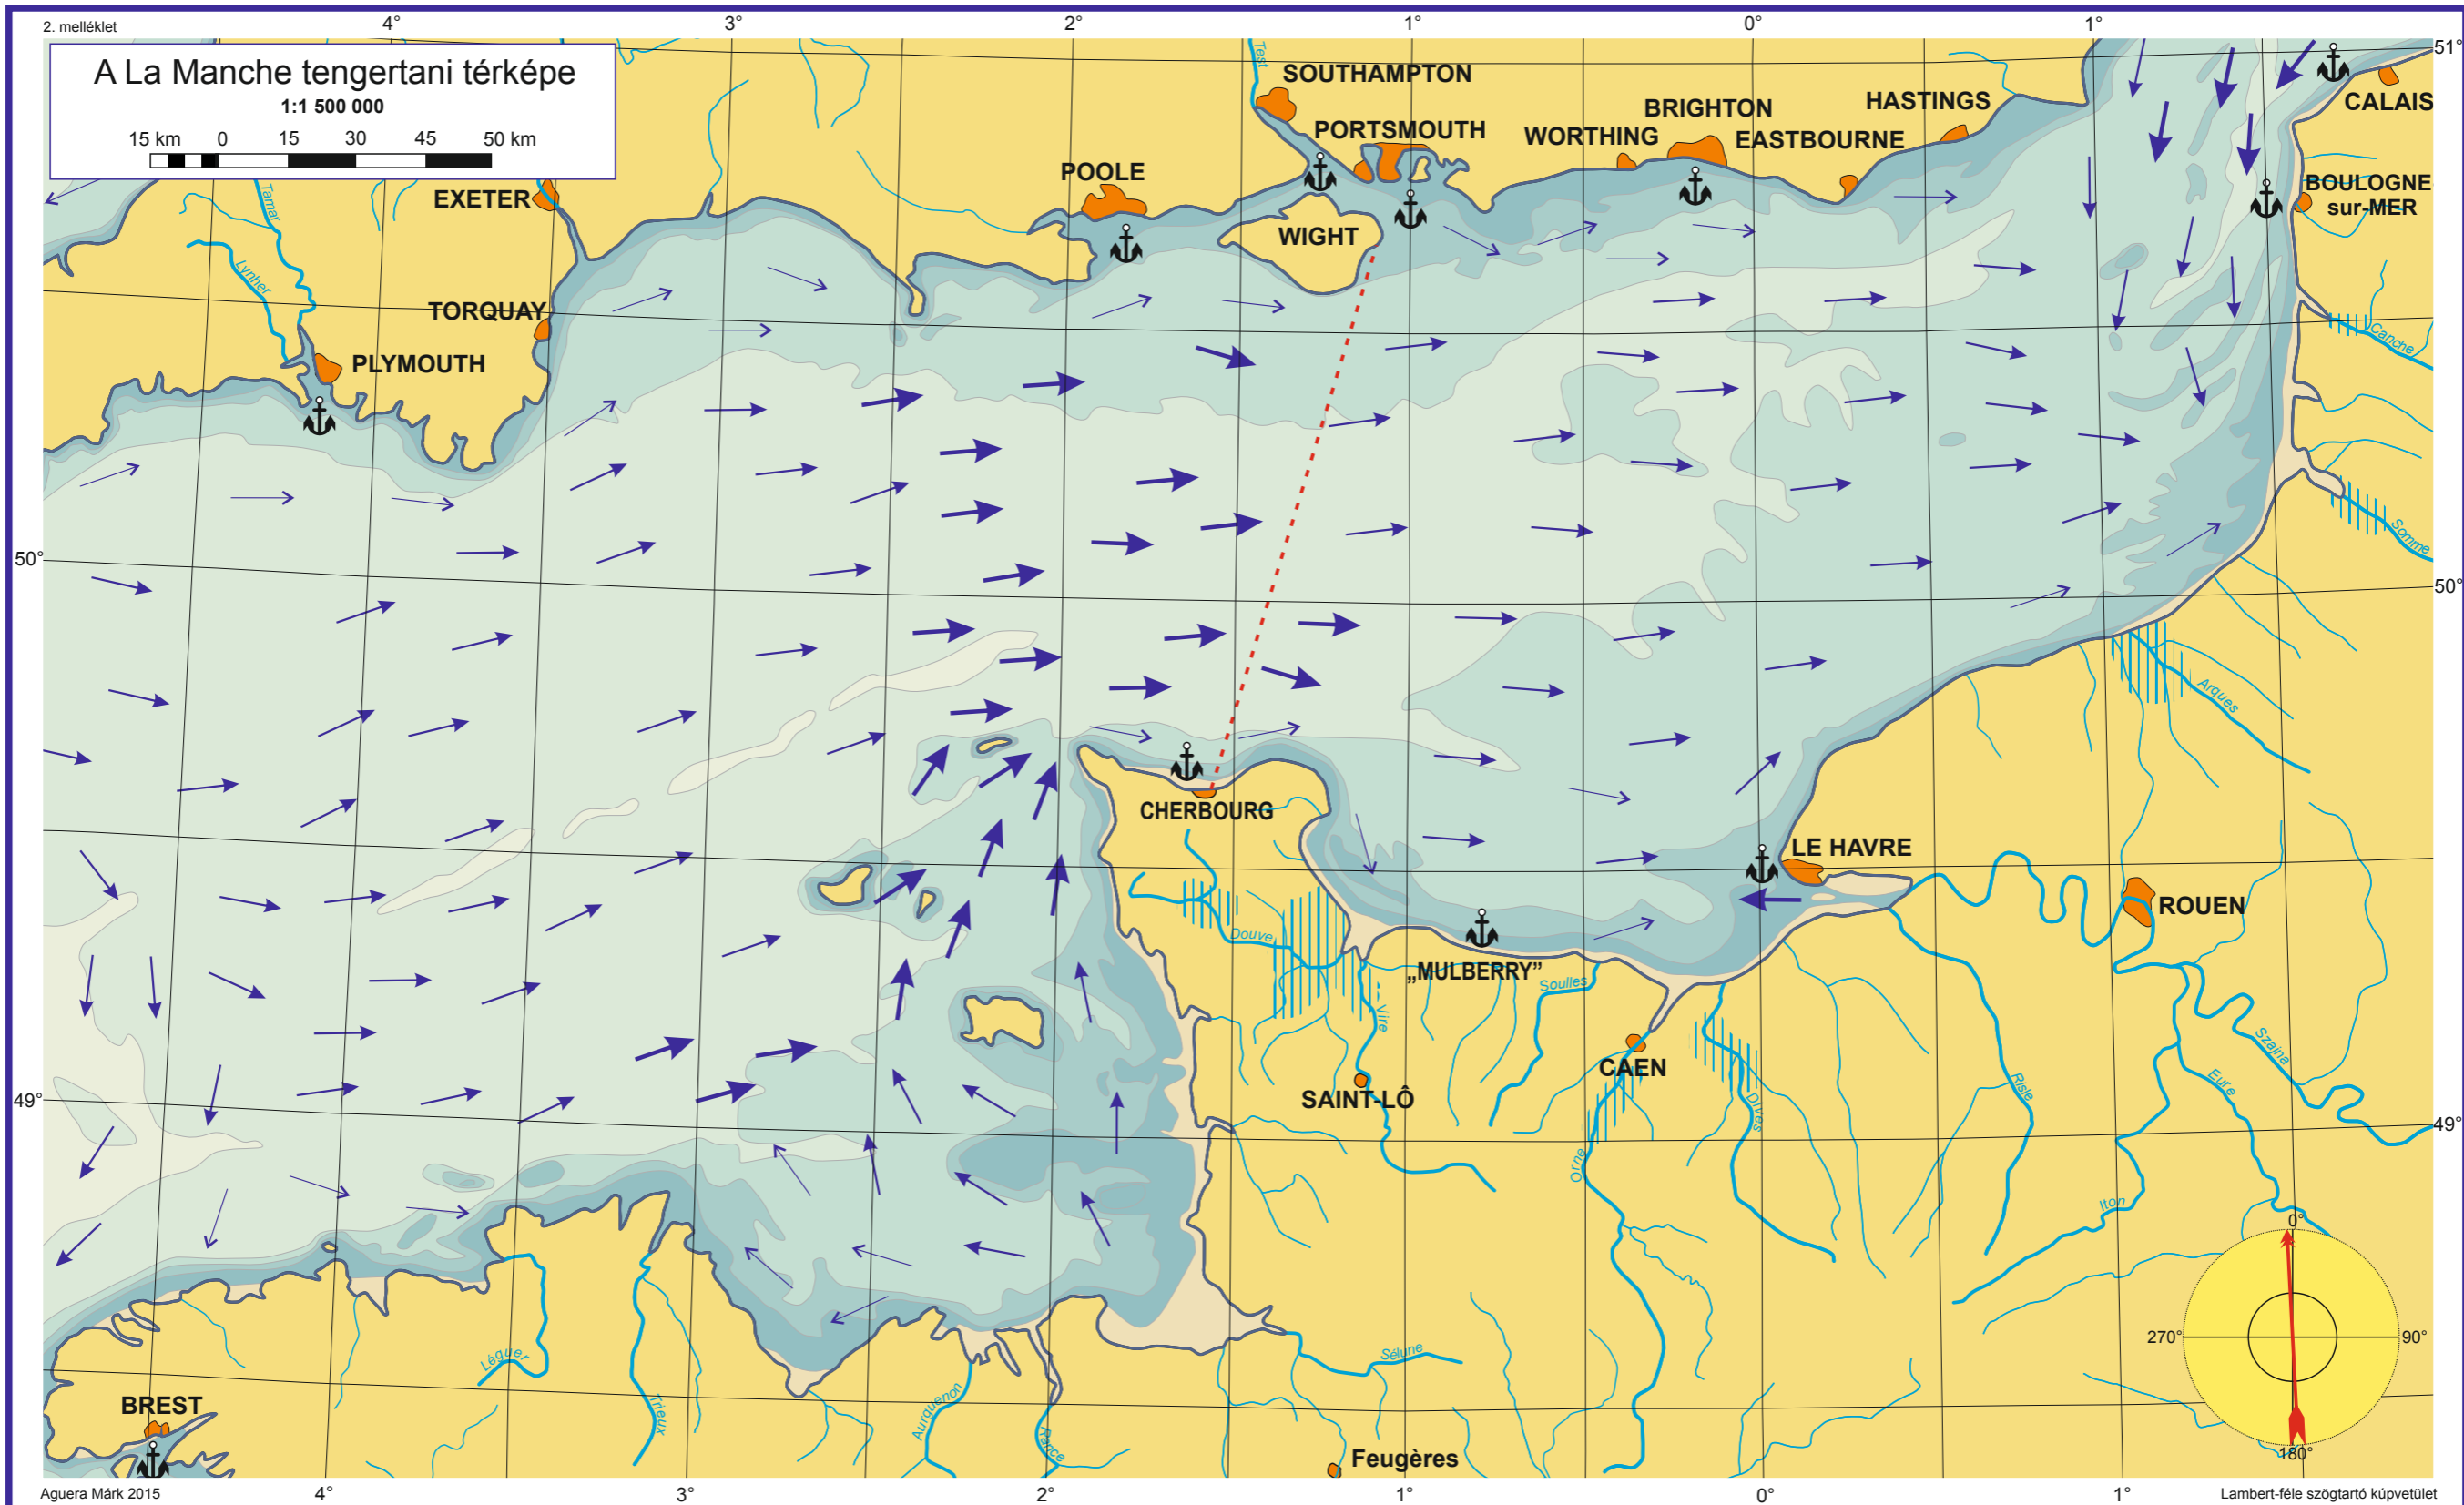 2. melléklet
4°
3°
2°
1°
0°
1°
A La Manche tengertani térképe
1:1 500 000
15 km 0 15 30 45 50 km
51°
Test
SOUTHAMPTON
CALAIS
HASTINGS
BRIGHTON
PORTSMOUTH
WORTHING
EASTBOURNE
POOLE
EXETER
Tamar
BOULOGNE
sur-MER
WIGHT
Lynher
TORQUAY
PLYMOUTH
Canche
Somme
50°
50°
Arques
CHERBOURG
LE HAVRE
ROUEN
Douve
„MULBERRY”
Soulles
Vire
Szajna
CAEN
SAINT-LÔ
Dives
Risle
Eure
49°
49°
Orne
Iton
0°
270°
90°
180°
Léguer
Sélune
Trieux
Aurquenon
Rance
BREST
Feugères
Aguera Márk 2015
4°
3°
2°
1°
0°
1°
Lambert-féle szögtartó kúpvetület